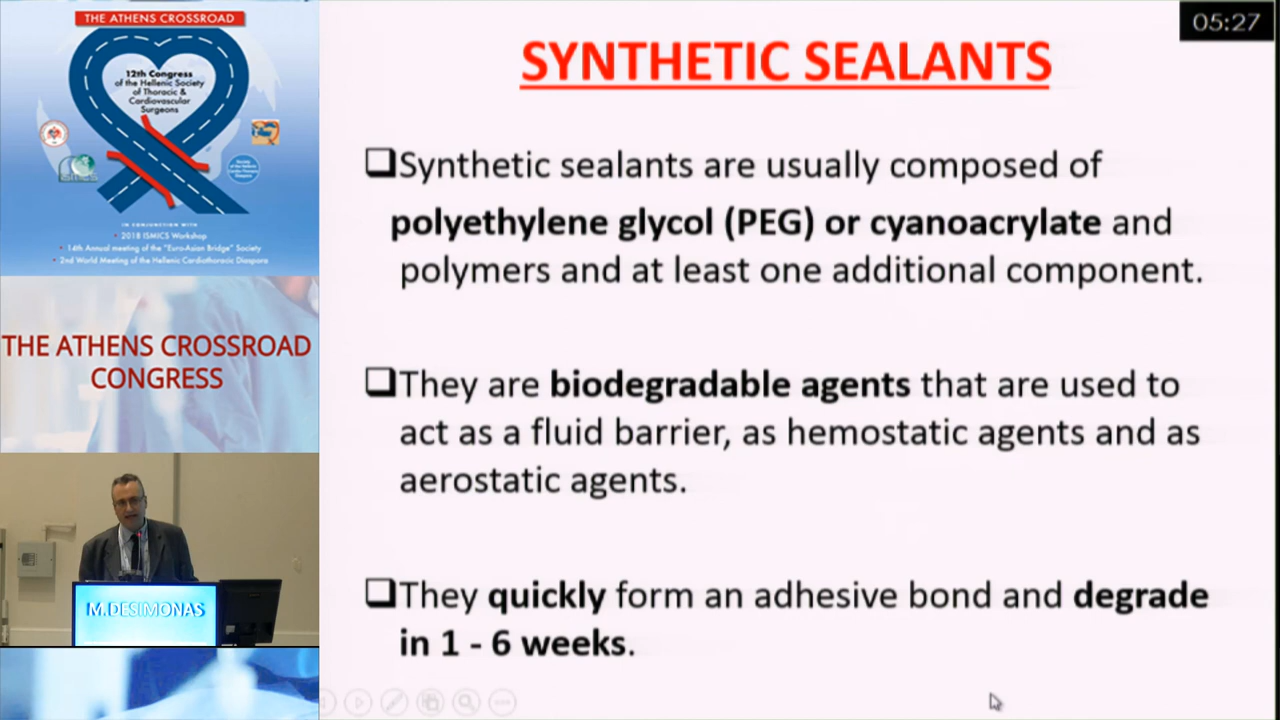 THE ATHENS CROSSROAD
12th Congress
of the Hellenic Society
of Thoracic &
Cardiovascular
Surgeons
IN CONJUNCTION WITH
• 2018 ISMICS Workshop
• 14th Annual meeting of the "Euro-Asian Bridge" Society
• 2nd World Meeting of the Hellenic Cardiothoracic Diaspora
THE ATHENS CROSSROAD
CONGRESS
M.DESIMONAS
05:27
SYNTHETIC SEALANTS
❑Synthetic sealants are usually composed of
polyethylene glycol (PEG) or cyanoacrylate and
polymers and at least one additional component.
❑They are biodegradable agents that are used to
act as a fluid barrier, as hemostatic agents and as
aerostatic agents.
❑They quickly form an adhesive bond and degrade
in 1 - 6 weeks.